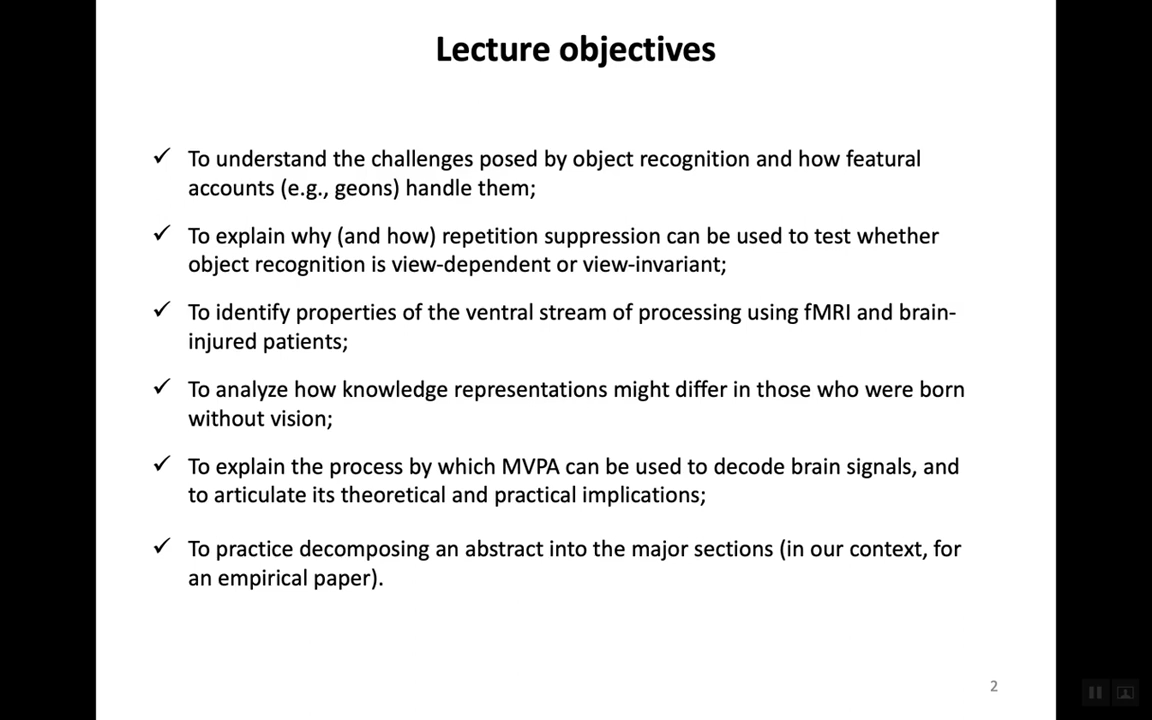 Lecture objectives
✓ To understand the challenges posed by object recognition and how featural
accounts (e.g., geons) handle them;
✓ To explain why (and how) repetition suppression can be used to test whether
object recognition is view-dependent or view-invariant;
✓ To identify properties of the ventral stream of processing using fMRI and brain-
injured patients;
✓ To analyze how knowledge representations might differ in those who were born
without vision;
✓ To explain the process by which MVPA can be used to decode brain signals, and
to articulate its theoretical and practical implications;
✓ To practice decomposing an abstract into the major sections (in our context, for
an empirical paper).
2